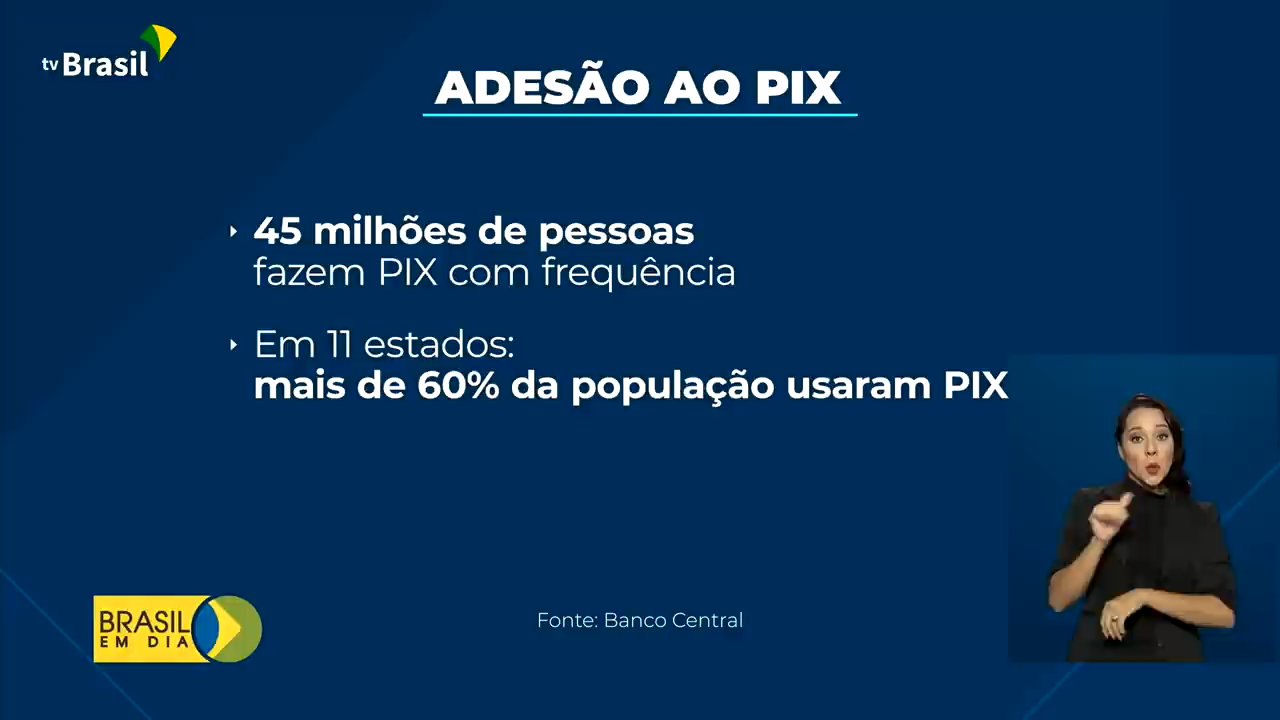 tv Brasil
ADESÃO AO PIX
45 milhões de pessoas
fazem PIX com frequência
Em 11 estados:
mais de 60% da população usaram PIX
BRASIL
EM DIA
Fonte: Banco Central